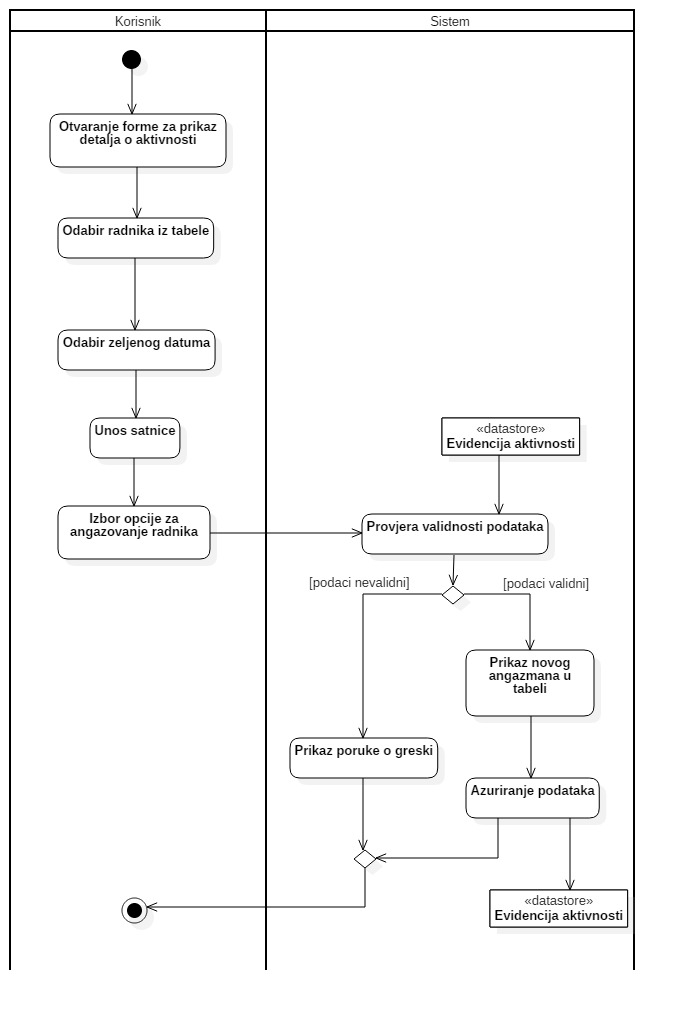 Korisnik
Sistem
Otvaranje forme za prikaz
detalja o aktivnosti
Odabir radnika iz tabele
Odabir zeljenog datuma
Unos satnice
«datastore»
Evidencija aktivnosti
Izbor opcije za
angazovanje radnika
Provjera validnosti podataka
[podaci nevalidni]
[podaci validni]
Prikaz novog
angazmana u
tabeli
Prikaz poruke o greski
Azuriranje podataka
«datastore»
Evidencija aktivnosti